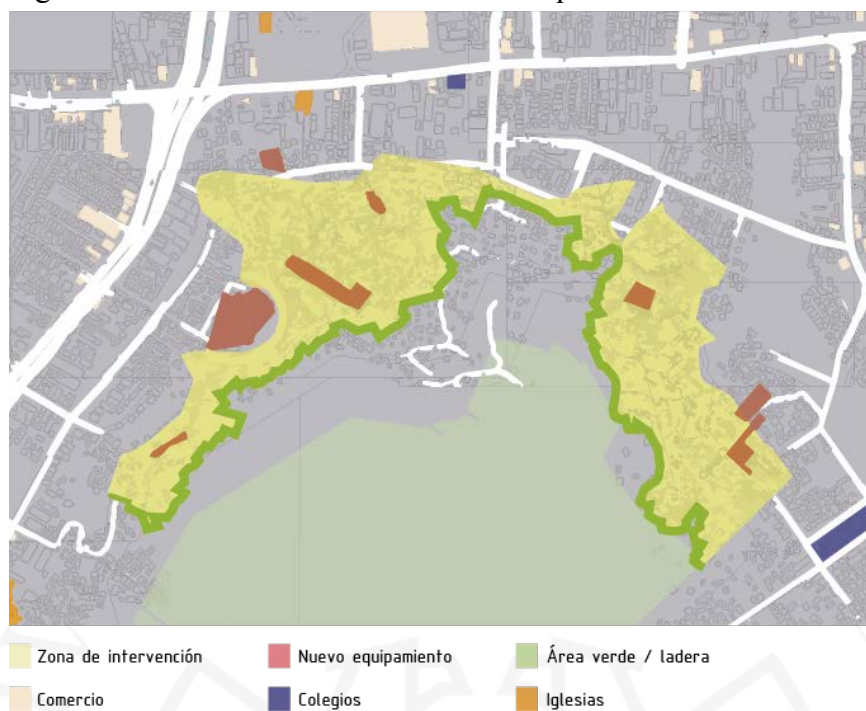 Zona de intervención Nuevo equipamiento Área verde / ladera
Comercio Colegios Iglesias